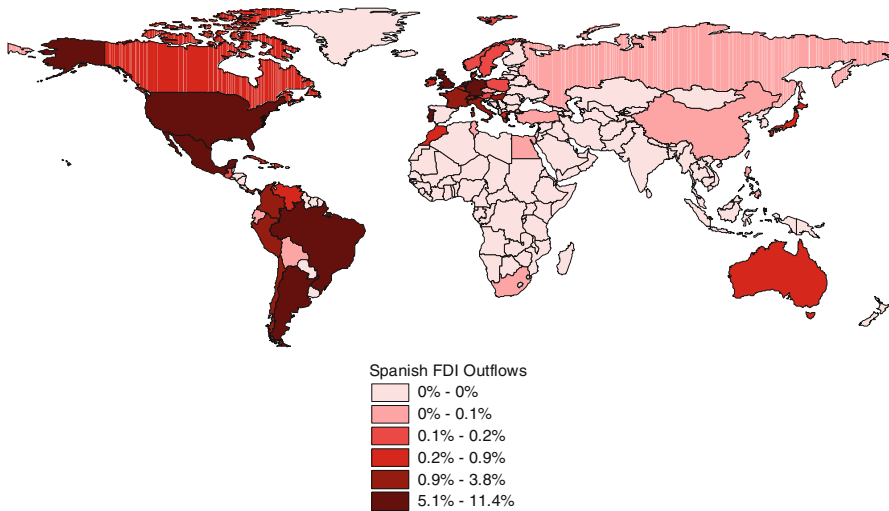 Spanish FDI Outflows
0% - 0%
0% - 0.1%
0.1% - 0.2%
0.2% - 0.9%
0.9% - 3.8%
5.1% - 11.4%